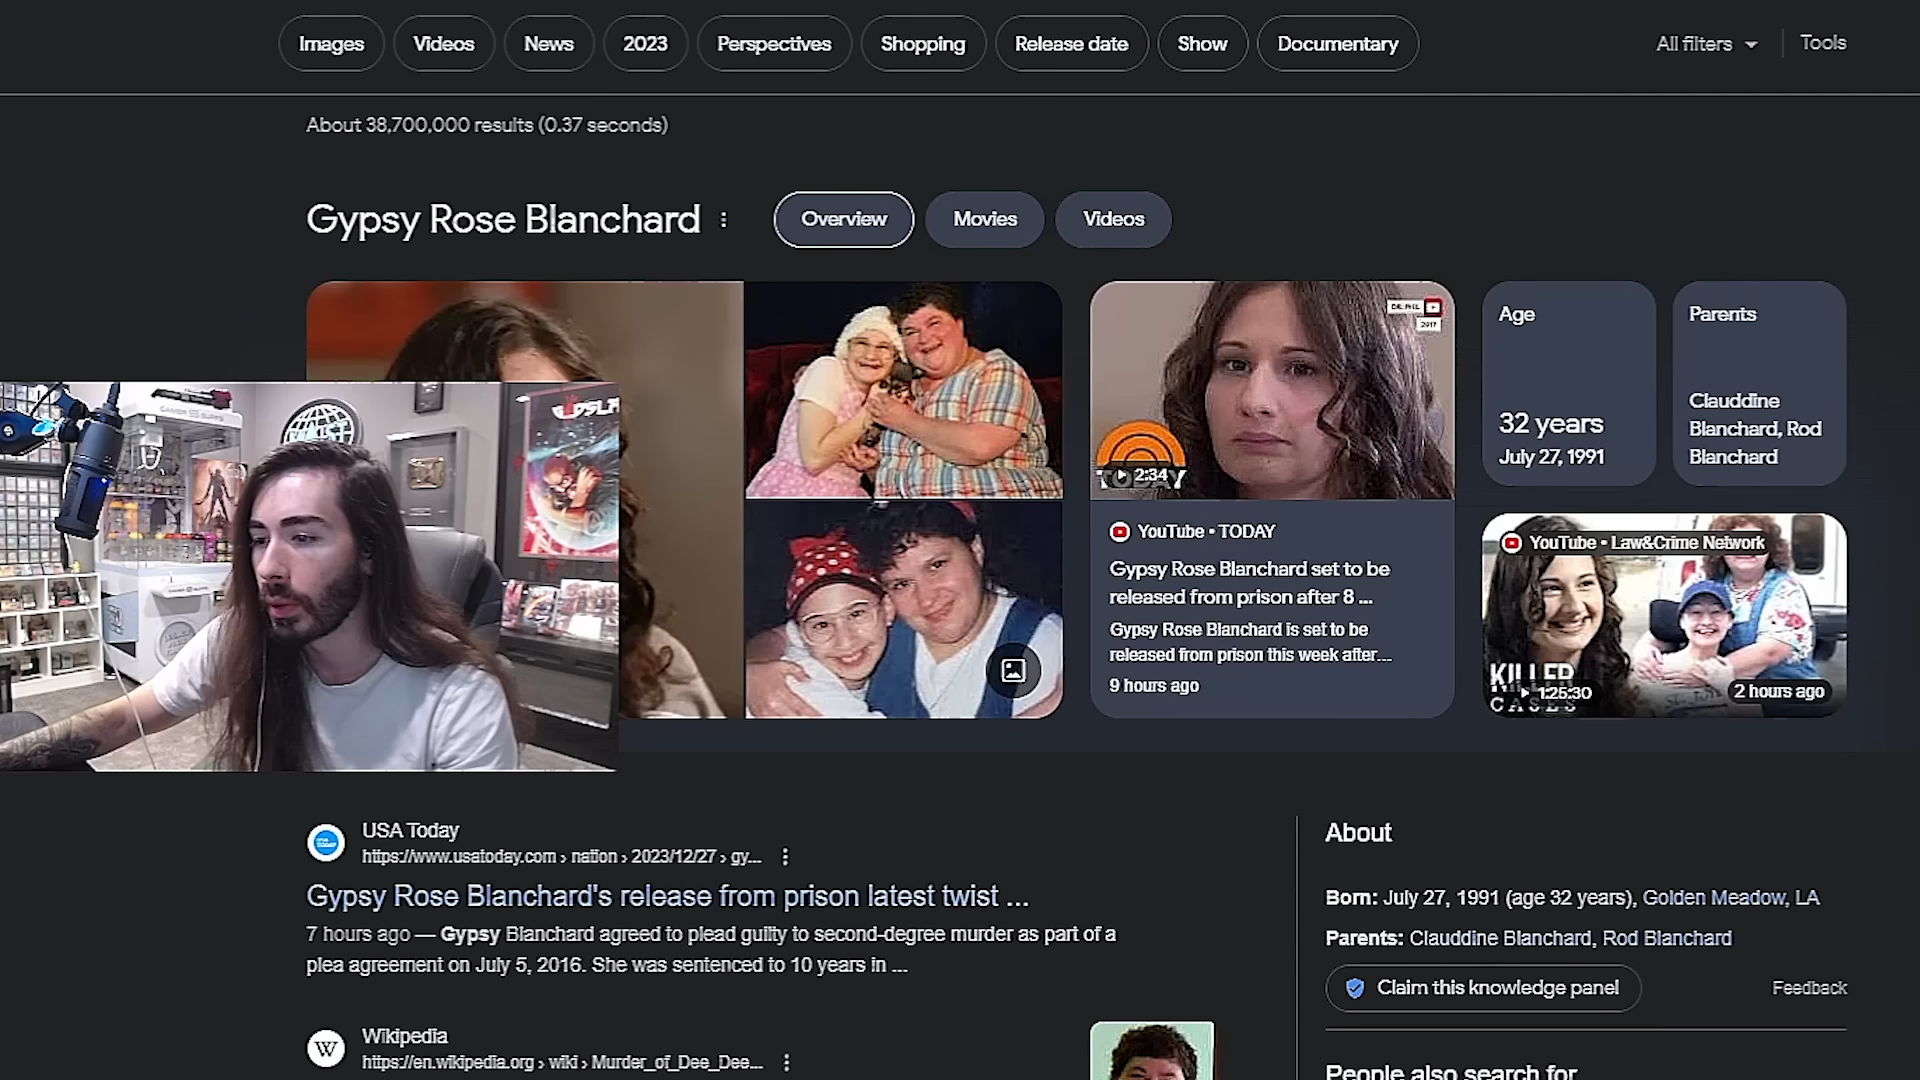 Images
Videos
News
2023
Perspectives
Shopping
Release date
Show
Documentary
All filters
Tools
About 38,700,000 results (0.37 seconds)
Gypsy Rose Blanchard
Overview
Movies
Videos
DR. PHIL
2017
TODAY
2:34
YouTube • TODAY
Gypsy Rose Blanchard set to be
released from prison after 8 ...
Gypsy Rose Blanchard is set to be
released from prison this week after...
9 hours ago
Age
32 years
July 27, 1991
Parents
Clauddine
Blanchard, Rod
Blanchard
YouTube • Law&Crime Network
KILLER
CASES
1:25:30
2 hours ago
USA Today
https://www.usatoday.com › nation › 2023/12/27 › gy...
Gypsy Rose Blanchard's release from prison latest twist ...
7 hours ago — Gypsy Blanchard agreed to plead guilty to second-degree murder as part of a
plea agreement on July 5, 2016. She was sentenced to 10 years in ...
W
Wikipedia
https://en.wikipedia.org › wiki › Murder_of_Dee_Dee...
About
Born: July 27, 1991 (age 32 years), Golden Meadow, LA
Parents: Clauddine Blanchard, Rod Blanchard
Claim this knowledge panel
Feedback
People also search for